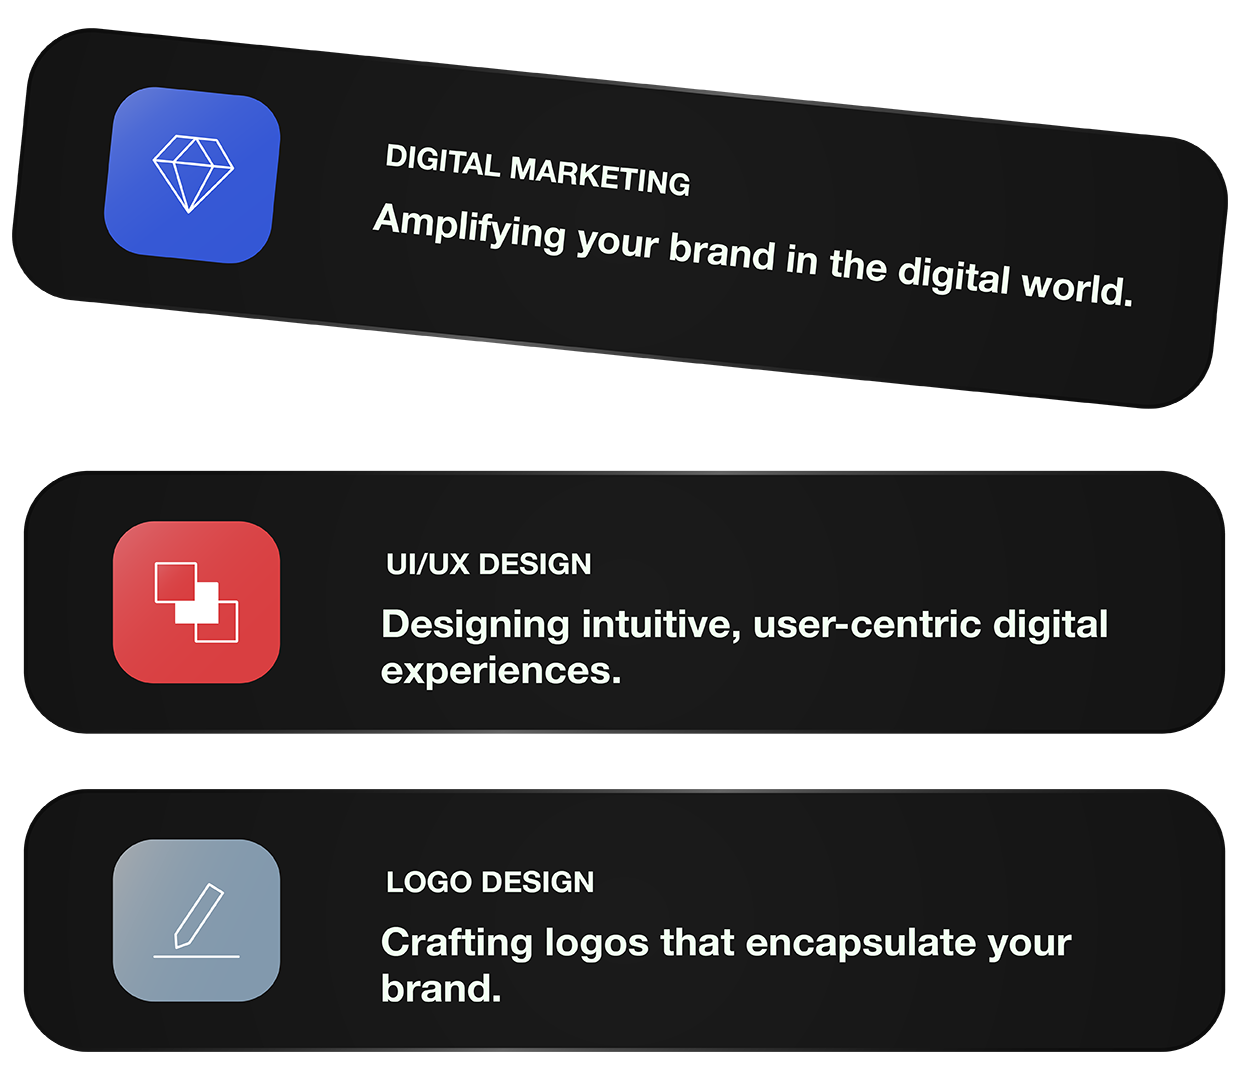 DIGITAL MARKETING
Amplifying your brand in the digital world.
UI/UX DESIGN
Designing intuitive, user-centric digital
experiences.
LOGO DESIGN
Crafting logos that encapsulate your
brand.